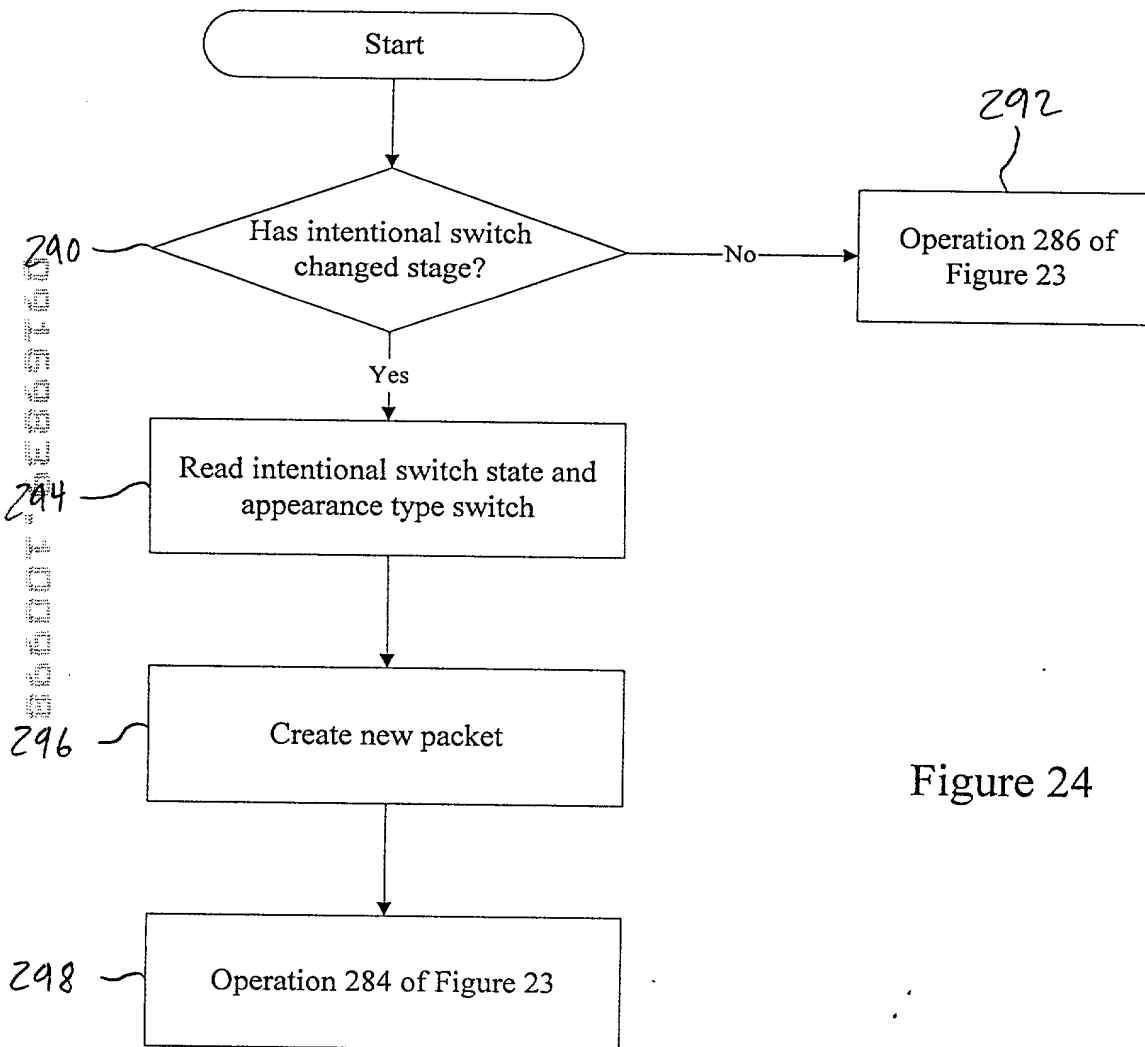 Start
292
290
Has intentional switch
changed stage?
No
Operation 286 of
Figure 23
Yes
294
Read intentional switch state and
appearance type switch
296
Create new packet
Figure 24
298
Operation 284 of Figure 23